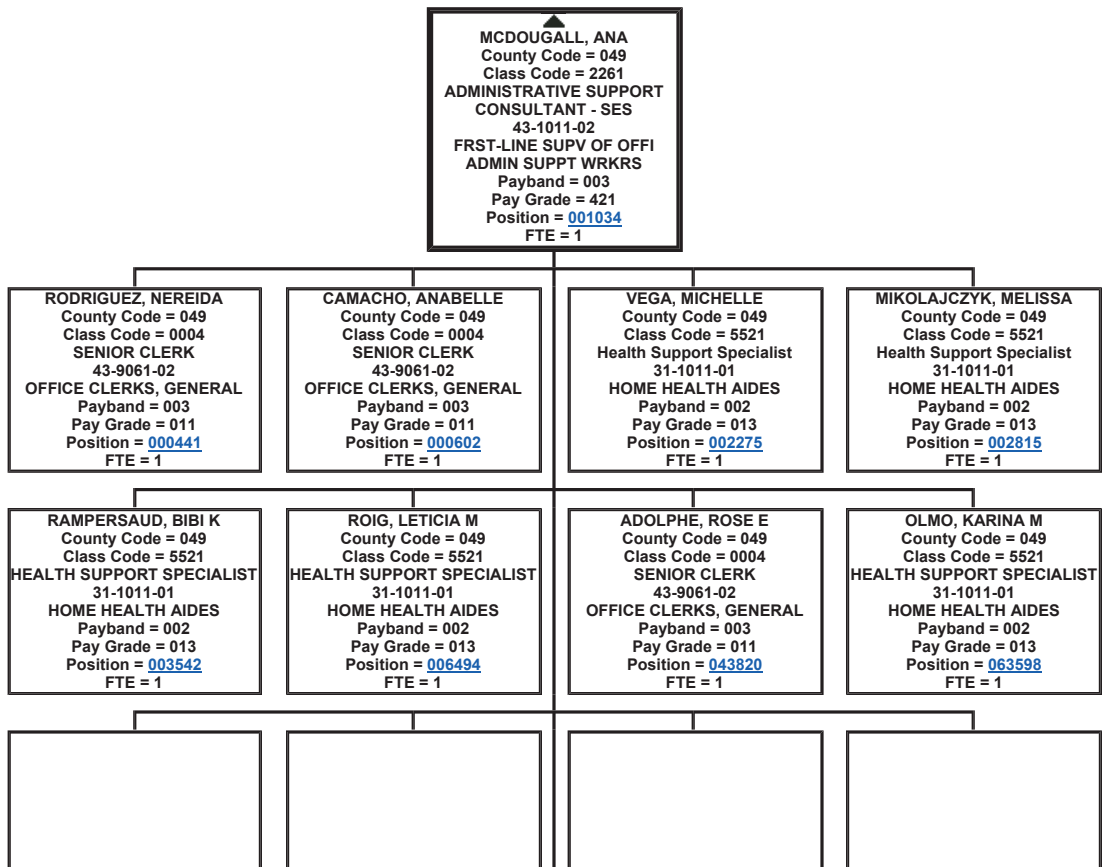 MCDOUGALL, ANA
County Code = 049
Class Code = 2261
ADMINISTRATIVE SUPPORT
CONSULTANT - SES
43-1011-02
FRST-LINE SUPV OF OFFI
ADMIN SUPPT WRKRS
Payband = 003
Pay Grade = 421
Position = 001034
FTE = 1
RODRIGUEZ, NEREIDA
County Code = 049
Class Code = 0004
SENIOR CLERK
43-9061-02
OFFICE CLERKS, GENERAL
Payband = 003
Pay Grade = 011
Position = 000441
FTE = 1
CAMACHO, ANABELLE
County Code = 049
Class Code = 0004
SENIOR CLERK
43-9061-02
OFFICE CLERKS, GENERAL
Payband = 003
Pay Grade = 011
Position = 000602
FTE = 1
VEGA, MICHELLE
County Code = 049
Class Code = 5521
Health Support Specialist
31-1011-01
HOME HEALTH AIDES
Payband = 002
Pay Grade = 013
Position = 002275
FTE = 1
MIKOLAJCZYK, MELISSA
County Code = 049
Class Code = 5521
Health Support Specialist
31-1011-01
HOME HEALTH AIDES
Payband = 002
Pay Grade = 013
Position = 002815
FTE = 1
RAMPERSAUD, BIBI K
County Code = 049
Class Code = 5521
HEALTH SUPPORT SPECIALIST
31-1011-01
HOME HEALTH AIDES
Payband = 002
Pay Grade = 013
Position = 003542
FTE = 1
ROIG, LETICIA M
County Code = 049
Class Code = 5521
HEALTH SUPPORT SPECIALIST
31-1011-01
HOME HEALTH AIDES
Payband = 002
Pay Grade = 013
Position = 006494
FTE = 1
ADOLPHE, ROSE E
County Code = 049
Class Code = 0004
SENIOR CLERK
43-9061-02
OFFICE CLERKS, GENERAL
Payband = 003
Pay Grade = 011
Position = 043820
FTE = 1
OLMO, KARINA M
County Code = 049
Class Code = 5521
HEALTH SUPPORT SPECIALIST
31-1011-01
HOME HEALTH AIDES
Payband = 002
Pay Grade = 013
Position = 063598
FTE = 1